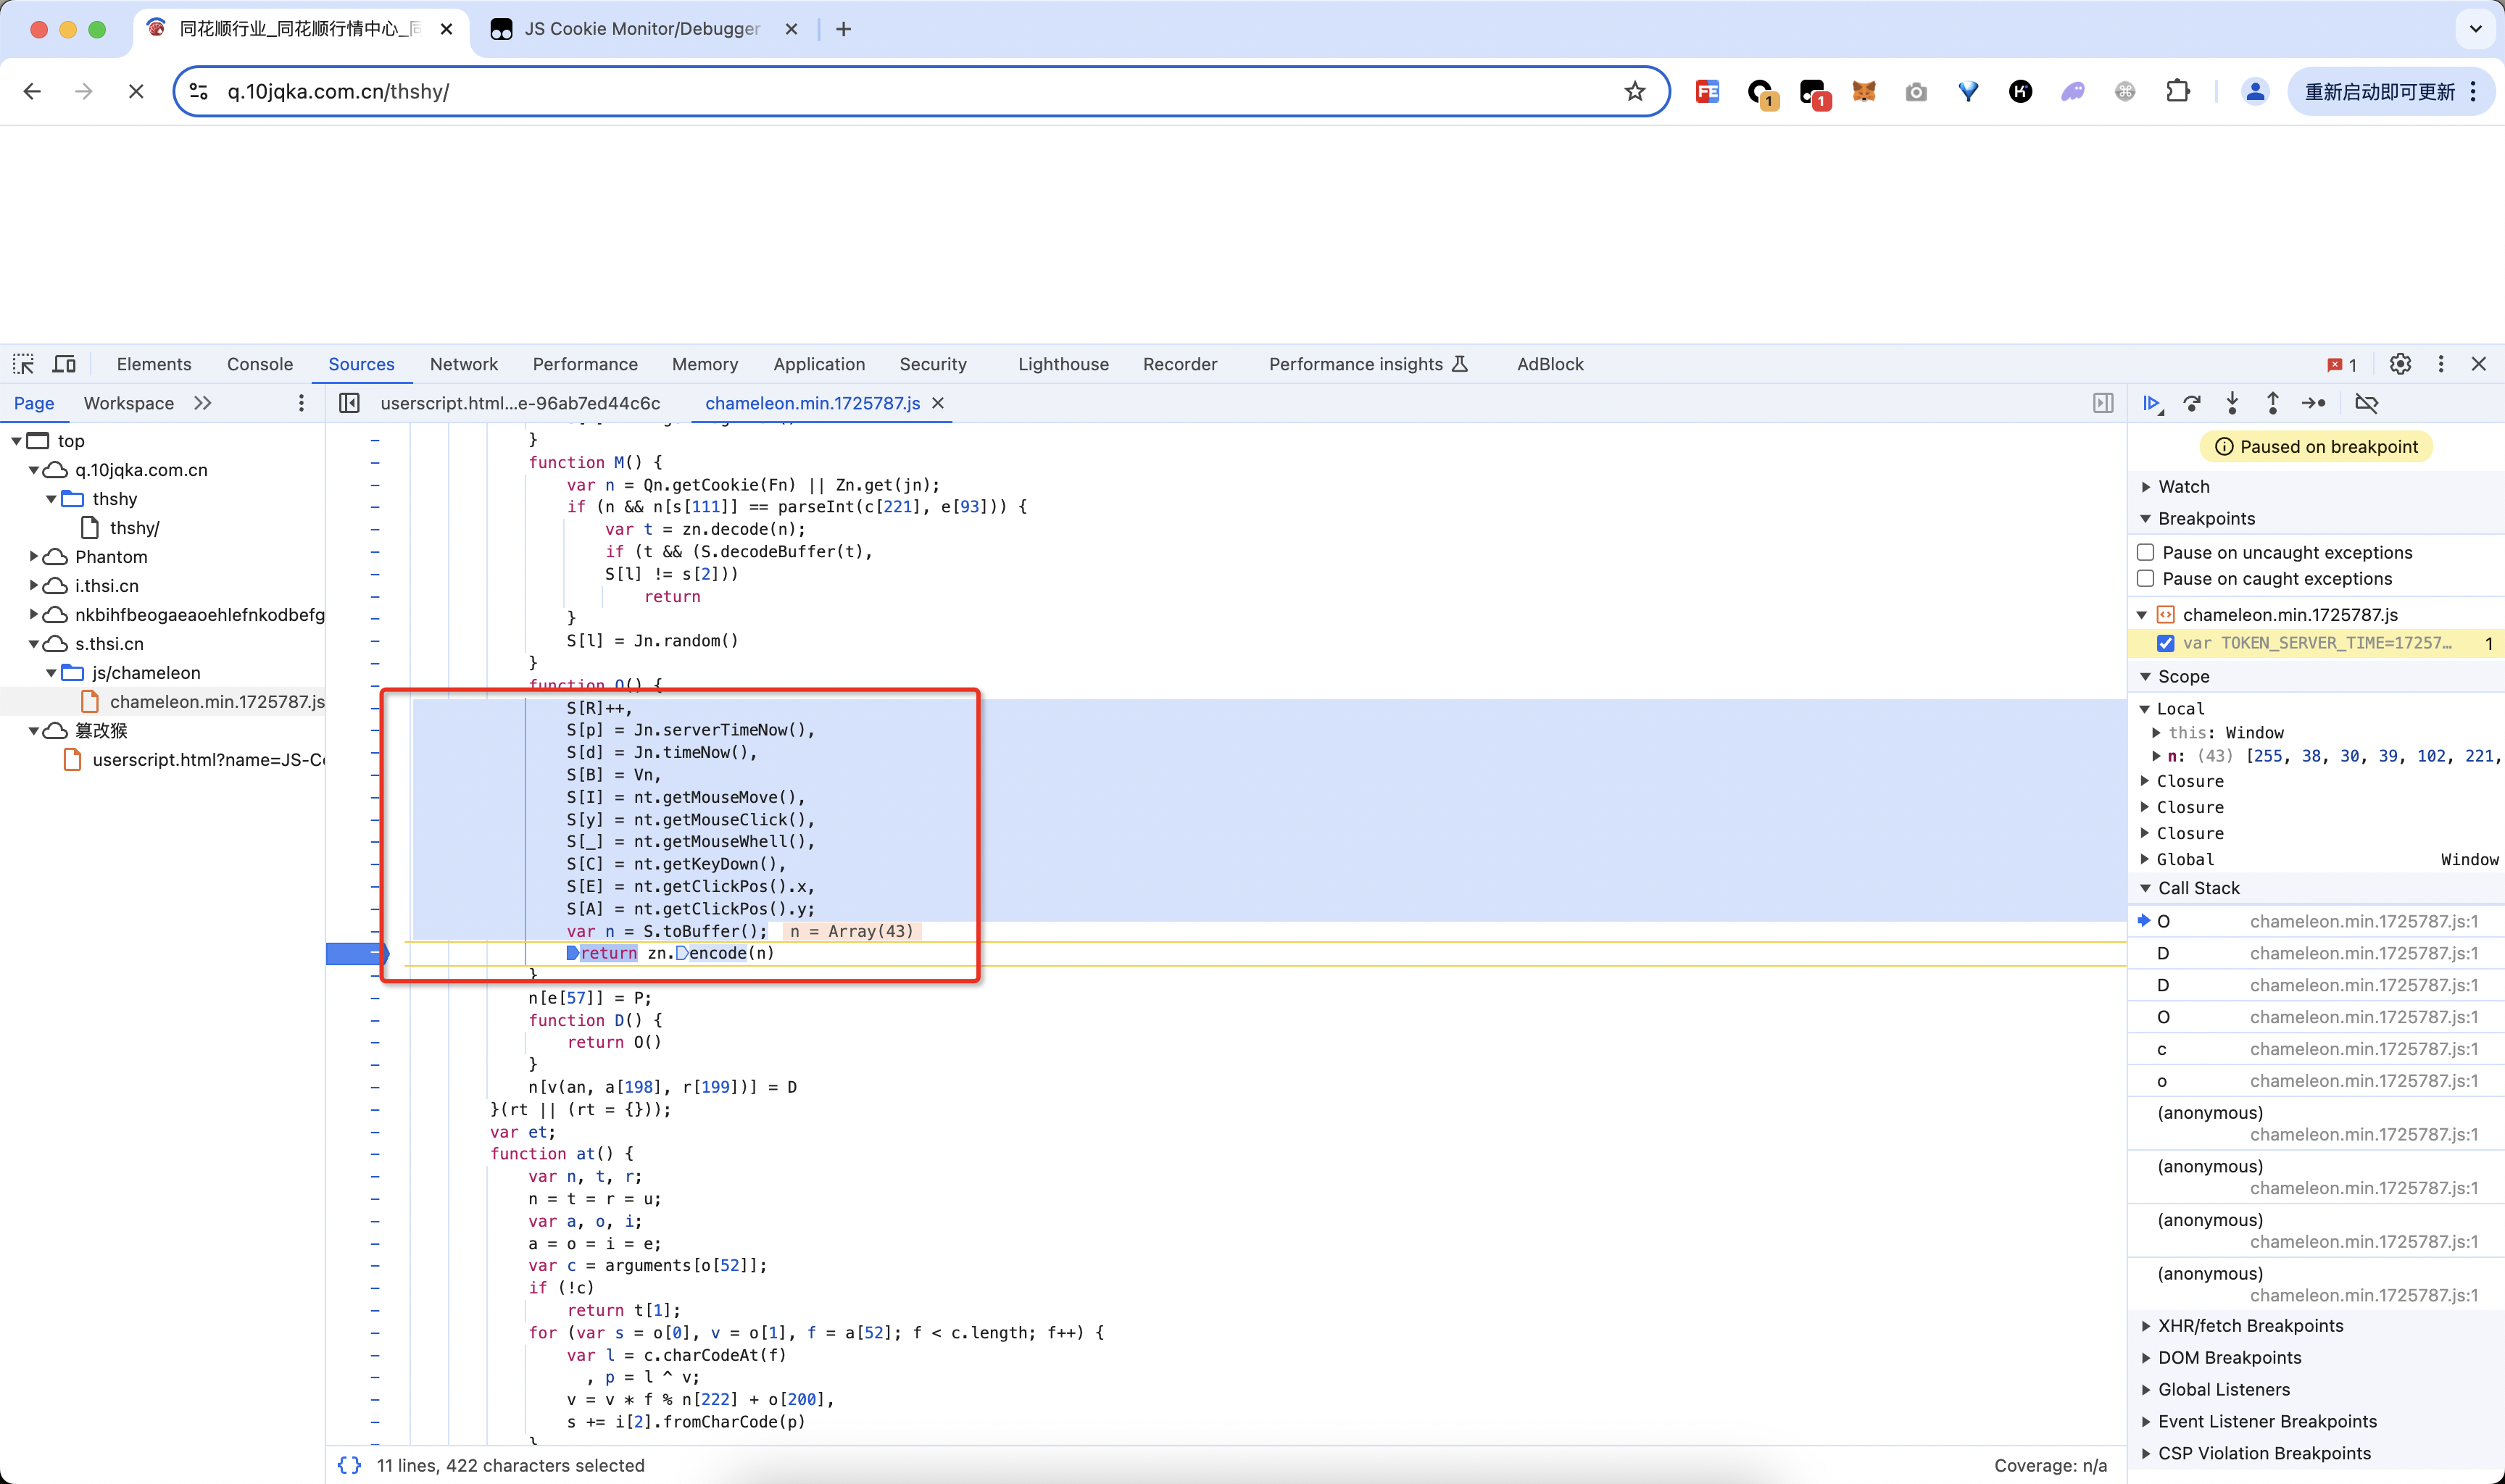 同花顺行业_同花顺行情中心_同
JS Cookie Monitor/Debugger
q.10jqka.com.cn/thshy/
1
1
重新启动即可更新
Elements Console Sources Network Performance Memory Application Security Lighthouse Recorder Performance insights AdBlock
1
Page Workspace
userscript.html...e-96ab7ed44c6c chameleon.min.1725787.js
top
q.10jqka.com.cn
thshy
thshy/
Phantom
i.thsi.cn
nkbihfbeogaeaoehlefnkodbefg
s.thsi.cn
js/chameleon
chameleon.min.1725787.js
篡改猴
userscript.html?name=JS-Co
}
function M() {
var n = Qn.getCookie(Fn) || Zn.get(jn);
if (n && n[s[111]] == parseInt(c[221], e[93])) {
var t = zn.decode(n);
if (t && (S.decodeBuffer(t),
S[l] != s[2]))
return
}
S[l] = Jn.random()
}
function O() {
S[R]++,
S[p] = Jn.serverTimeNow(),
S[d] = Jn.timeNow(),
S[B] = Vn,
S[I] = nt.getMouseMove(),
S[y] = nt.getMouseClick(),
S[_] = nt.getMouseWhell(),
S[C] = nt.getKeyDown(),
S[E] = nt.getClickPos().x,
S[A] = nt.getClickPos().y;
var n = S.toBuffer(); n = Array(43)
return zn.encode(n)
}
n[e[57]] = P;
function D() {
return O()
}
n[v(an, a[198], r[199])] = D
}(rt || (rt = {}));
var et;
function at() {
var n, t, r;
n = t = r = u;
var a, o, i;
a = o = i = e;
var c = arguments[o[52]];
if (!c)
return t[1];
for (var s = o[0], v = o[1], f = a[52]; f < c.length; f++) {
var l = c.charCodeAt(f)
, p = l ^ v;
v = v * f % n[222] + o[200],
s += i[2].fromCharCode(p)
}
{} 11 lines, 422 characters selected
Coverage: n/a
Paused on breakpoint
Watch
Breakpoints
Pause on uncaught exceptions
Pause on caught exceptions
chameleon.min.1725787.js
var TOKEN_SERVER_TIME=17257… 1
Scope
Local
this: Window
n: (43) [255, 38, 30, 39, 102, 221,
Closure
Closure
Closure
Global Window
Call Stack
O chameleon.min.1725787.js:1
D chameleon.min.1725787.js:1
D chameleon.min.1725787.js:1
O chameleon.min.1725787.js:1
c chameleon.min.1725787.js:1
o chameleon.min.1725787.js:1
(anonymous)
chameleon.min.1725787.js:1
(anonymous)
chameleon.min.1725787.js:1
(anonymous)
chameleon.min.1725787.js:1
(anonymous)
chameleon.min.1725787.js:1
XHR/fetch Breakpoints
DOM Breakpoints
Global Listeners
Event Listener Breakpoints
CSP Violation Breakpoints